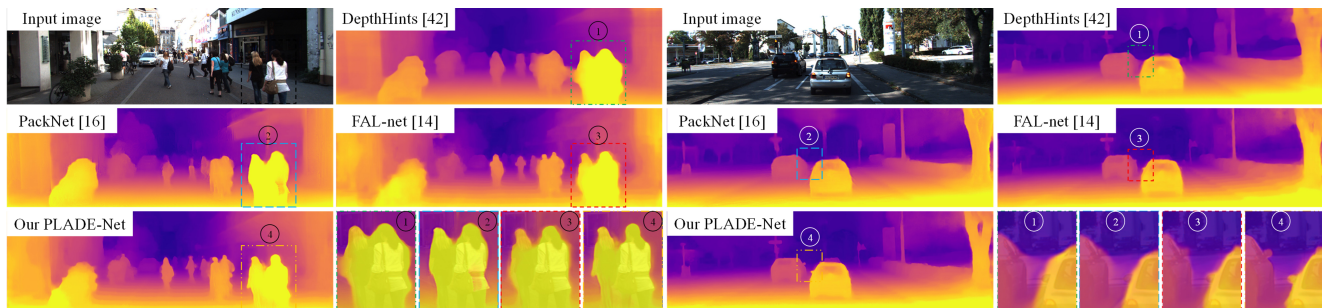 Input image
DepthHints [42]
1
Input image
DepthHints [42]
1
PackNet [16]
2
FAL-net [14]
3
PackNet [16]
2
FAL-net [14]
3
Our PLADE-Net
4
1
2
3
4
Our PLADE-Net
4
1
2
3
4